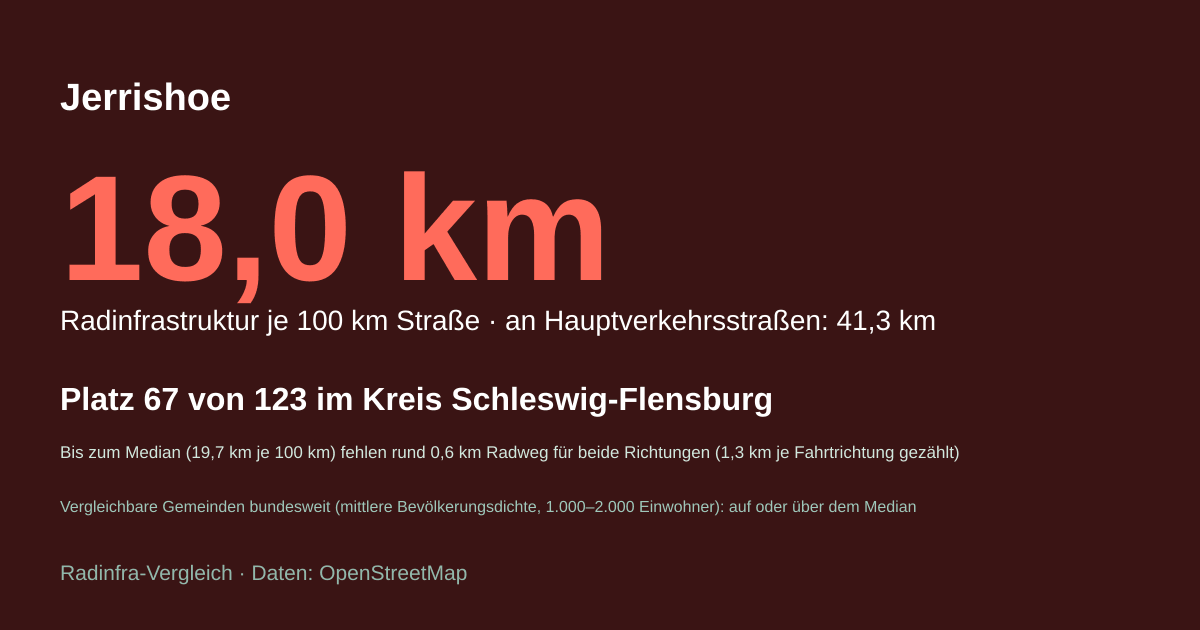 Jerrishoe
18,0 km
Radinfrastruktur je 100 km Straße · an Hauptverkehrsstraßen: 41,3 km
Platz 67 von 123 im Kreis Schleswig-Flensburg
Bis zum Median (19,7 km je 100 km) fehlen rund 0,6 km Radweg für beide Richtungen (1,3 km je Fahrtrichtung gezählt)
Vergleichbare Gemeinden bundesweit (mittlere Bevölkerungsdichte, 1.000–2.000 Einwohner): auf oder über dem Median
Radinfra-Vergleich · Daten: OpenStreetMap